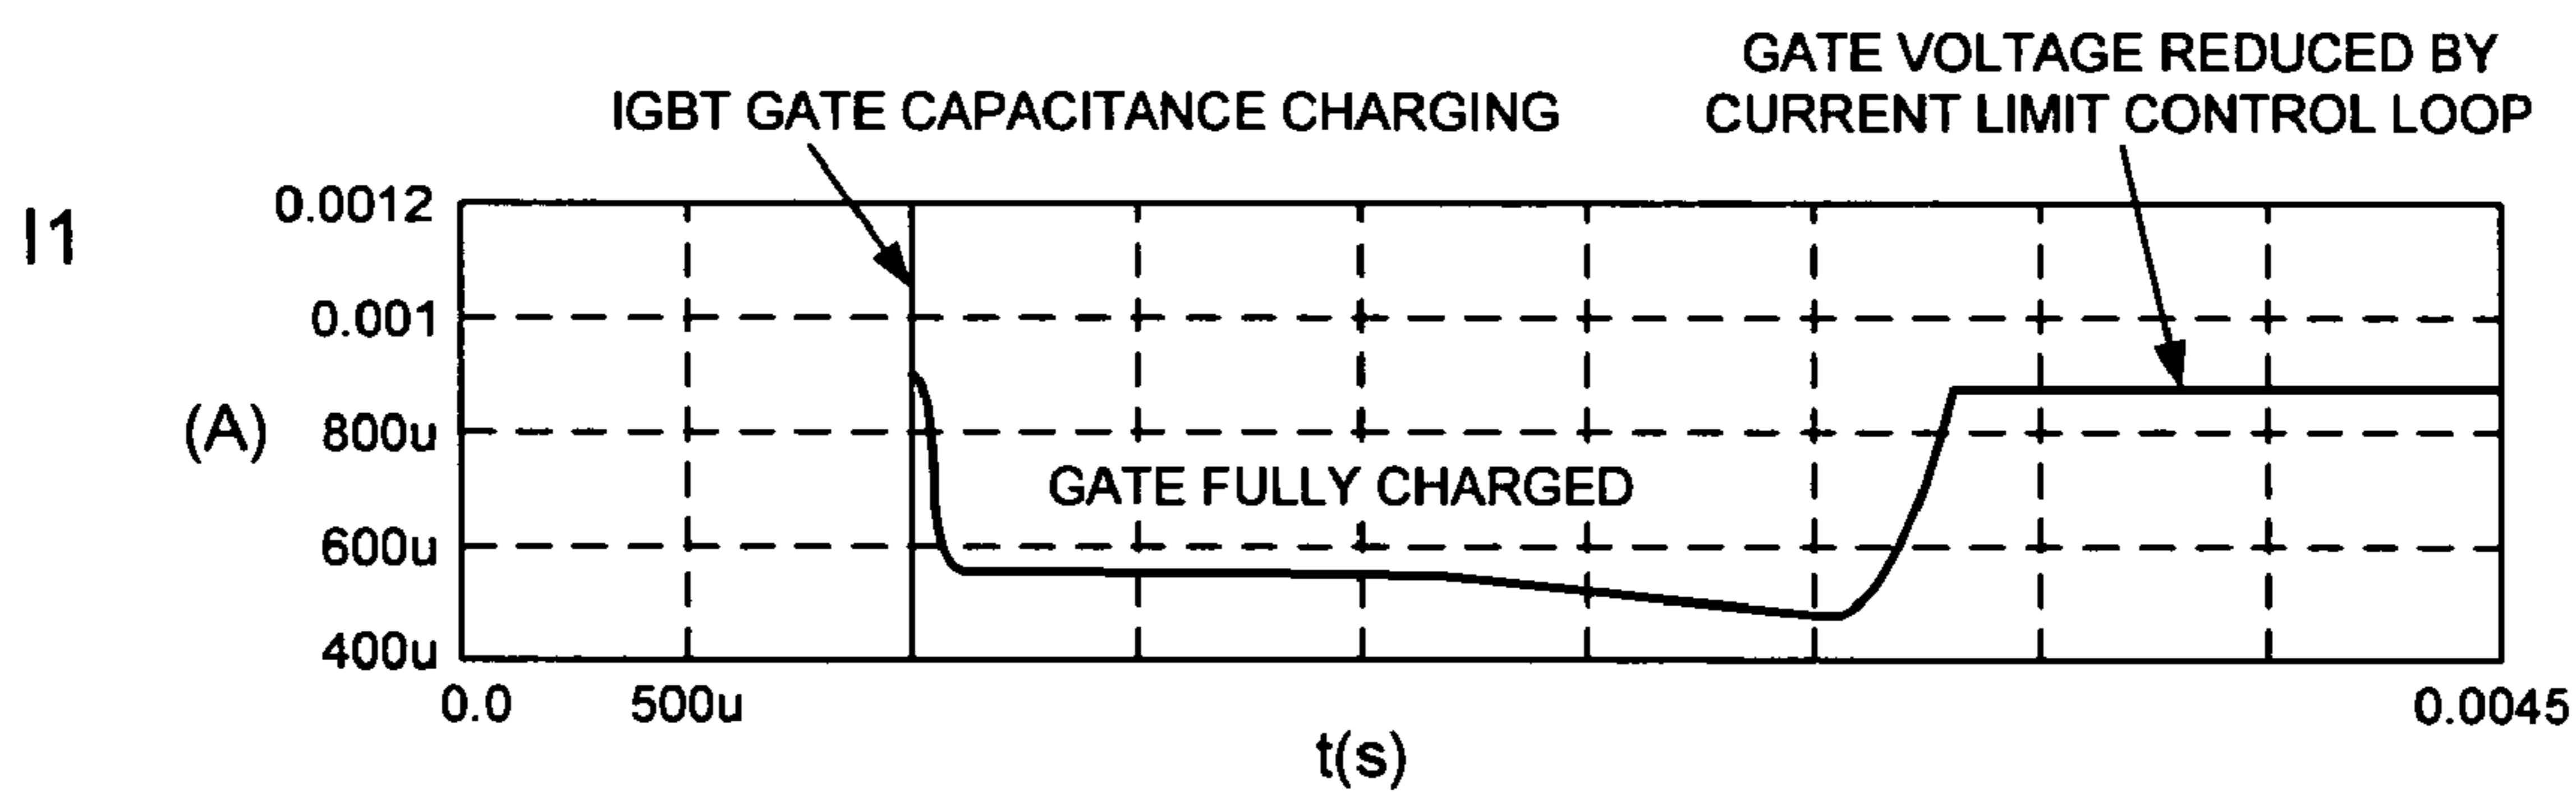 GATE VOLTAGE REDUCED BY
CURRENT LIMIT CONTROL LOOP
IGBT GATE CAPACITANCE CHARGING
I1
0.0012
0.001
(A)
800u
GATE FULLY CHARGED
600u
400u
0.0
500u
0.0045
t(s)